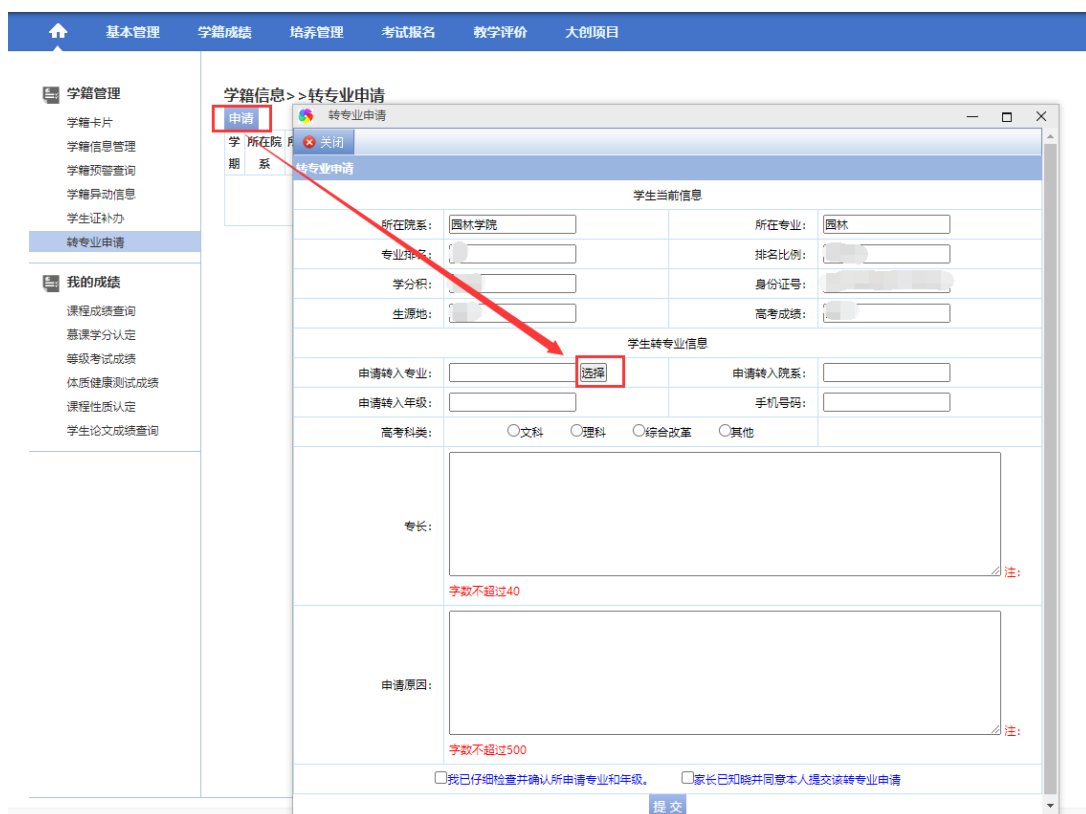 基本管理 学籍成绩 培养管理 考试报名 教学评价 大创项目
学籍管理
学籍卡片
学籍信息管理
学籍预警查询
学籍异动信息
学生证补办
转专业申请
我的成绩
课程成绩查询
慕课学分认定
等级考试成绩
体质健康测试成绩
课程性质认定
学生论文成绩查询
学籍信息>>转专业申请
申请
学期 所在院系
转专业申请
关闭
转专业申请
学生当前信息
所在院系： 园林学院 所在专业： 园林
专业排名： 排名比例：
学分积： 身份证号：
生源地： 高考成绩：
学生转专业信息
申请转入专业： 选择 申请转入院系：
申请转入年级： 手机号码：
高考科类： 文科 理科 综合改革 其他
专长： 注：
字数不超过40
申请原因： 注：
字数不超过500
我已仔细检查并确认所申请专业和年级。 家长已知晓并同意本人提交该转专业申请
提 交